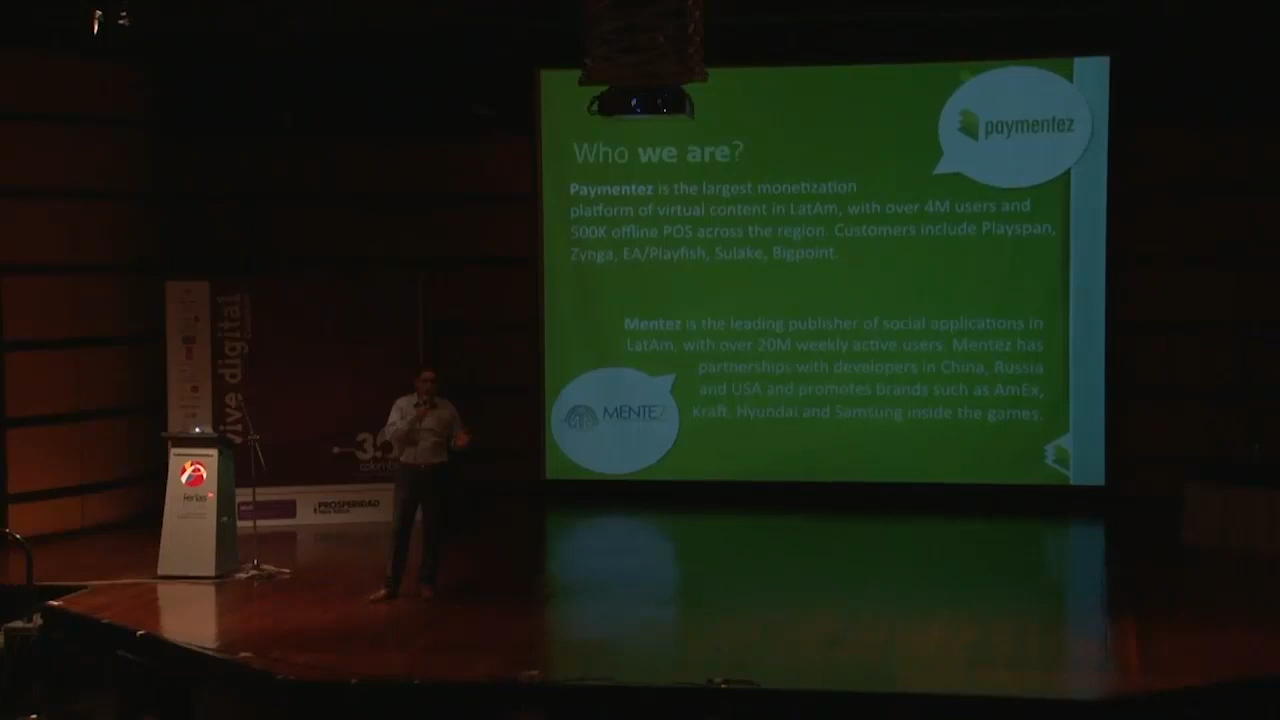 paymentez
Who we are?
Paymentez is the largest monetization
platform of virtual content in LatAm, with over 4M users and
500K offline POS across the region. Customers include Playspan,
Zynga, EA/Playfish, Sulake, Bigpoint.
Mentez is the leading publisher of social applications in
LatAm, with over 20M weekly active users. Mentez has
partnerships with developers in China, Russia
and USA and promotes brands such as AmEx,
Kraft, Hyundai and Samsung inside the games.
MENTEZ
vive digital
PROSPERIDAD